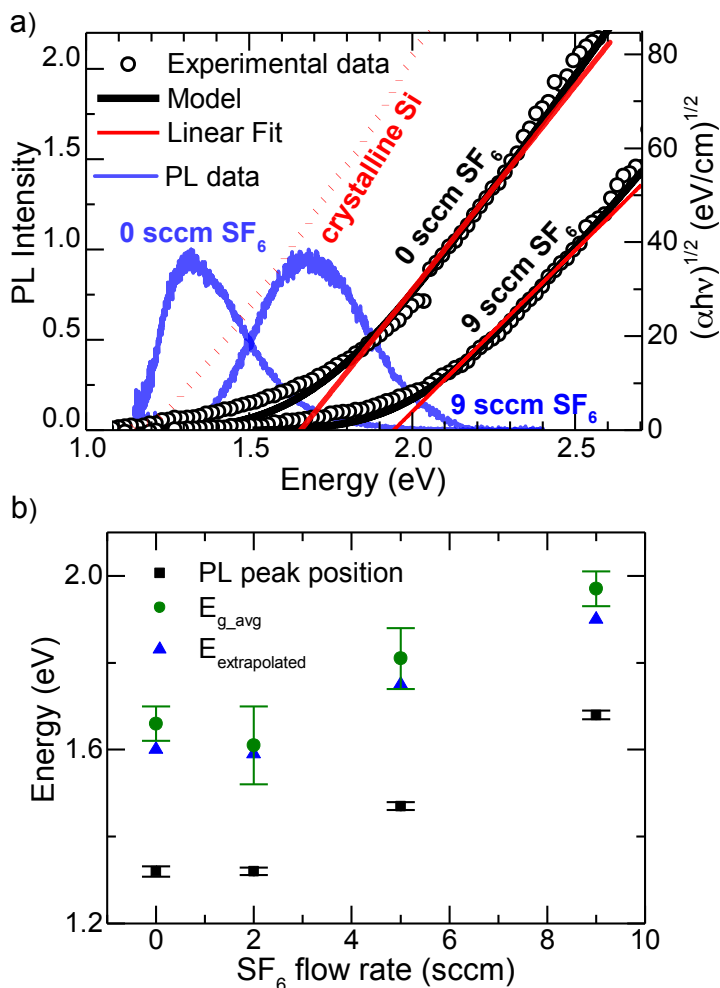 a)
2.0
1.5
1.0
0.5
0.0
PL Intensity
Experimental data
Model
Linear Fit
PL data
0 sccm SF6
crystalline Si
0 sccm SF6
9 sccm SF6
9 sccm SF6
80
60
40
20
0
(αhν)1/2 (eV/cm)1/2
1.0 1.5 2.0 2.5
Energy (eV)
b)
2.0
1.6
1.2
Energy (eV)
PL peak position
Eg_avg
Eextrapolated
0 2 4 6 8 10
SF6 flow rate (sccm)